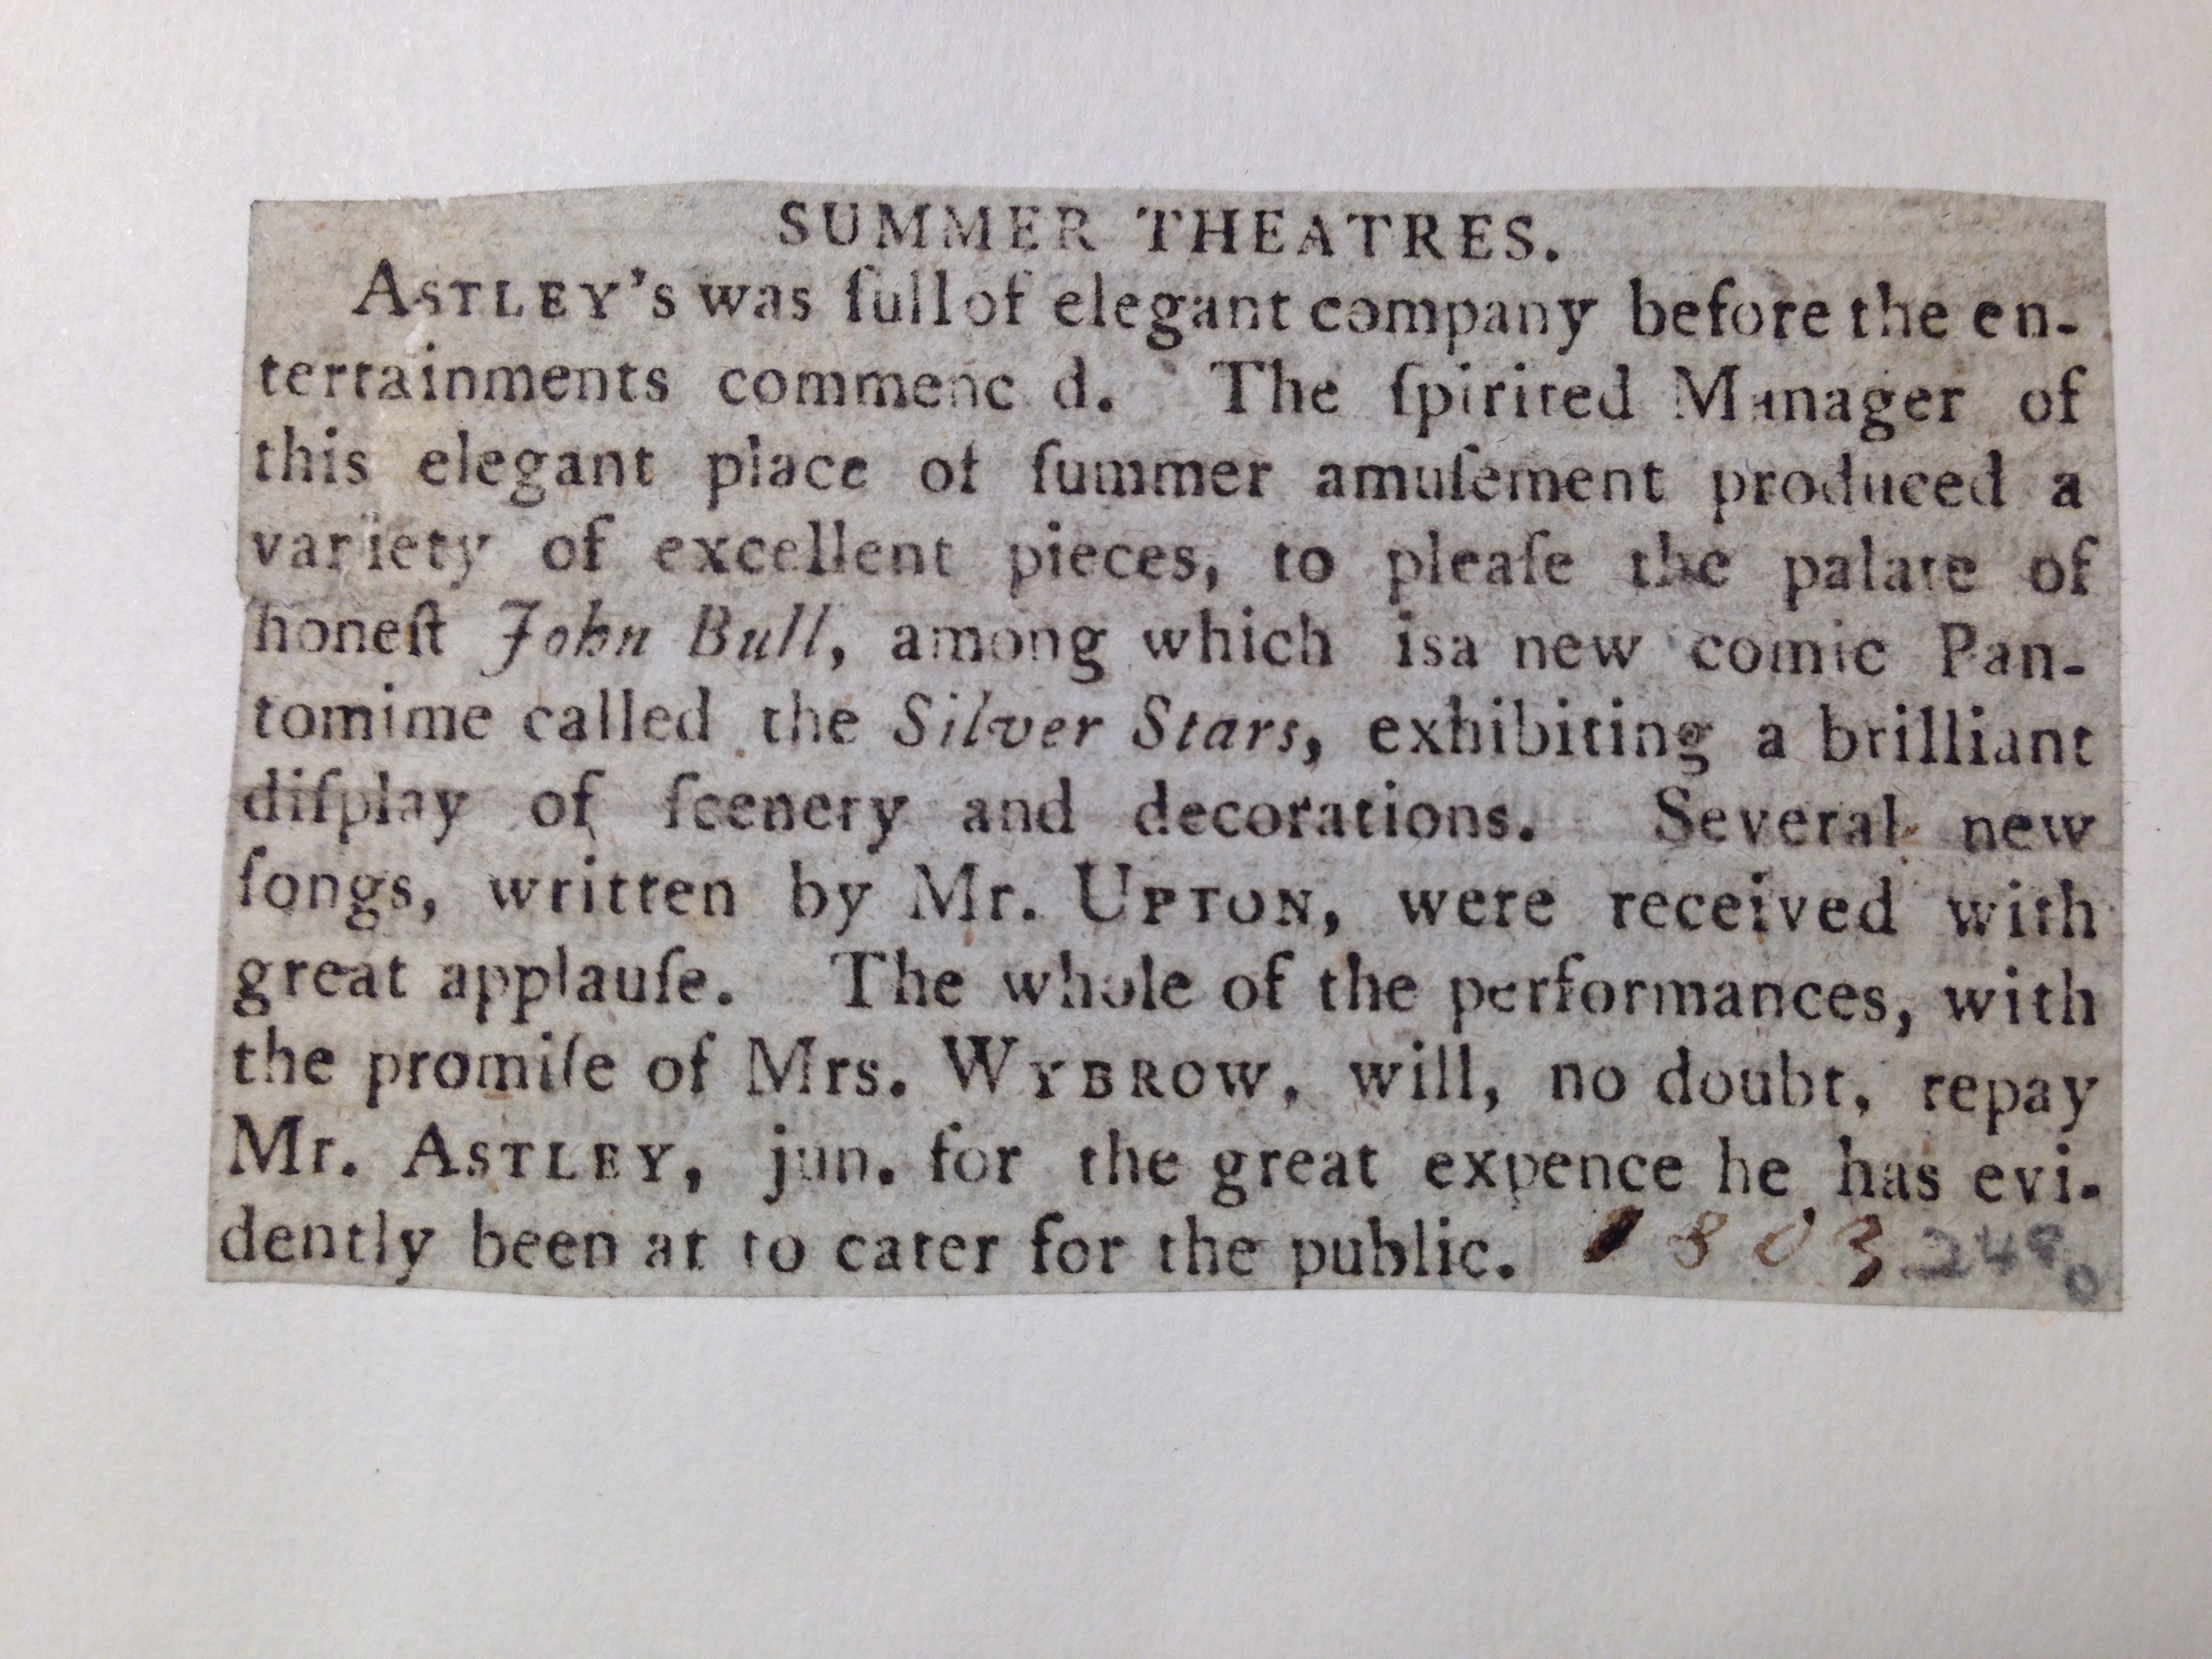 SUMMER THEATRES.
ASTLEY's was full of elegant company before the en-
tertainments commenc d. The ſpirited Manager of
this elegant place of ſummer amuſement produced a
variety of excellent pieces, to pleaſe the palate of
honeſt John Bull, among which isa new comic Pan-
tomime called the Silver Stars, exhibiting a brilliant
diſplay of ſcenery and decorations. Several new
ſongs, written by Mr. UPTON, were received with
great applauſe. The whole of the performances, with
the promiſe of Mrs. WYBROW, will, no doubt, repay
Mr. ASTLEY, jun. for the great expence he has evi-
dently been at to cater for the public. 1803